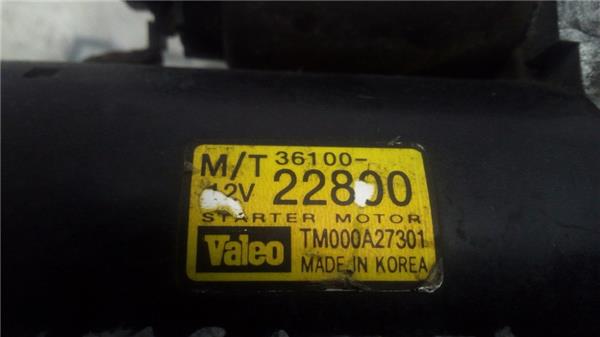 M/T 36100-
12V 22800
STARTER MOTOR
Valeo TM000A27301
MADE IN KOREA